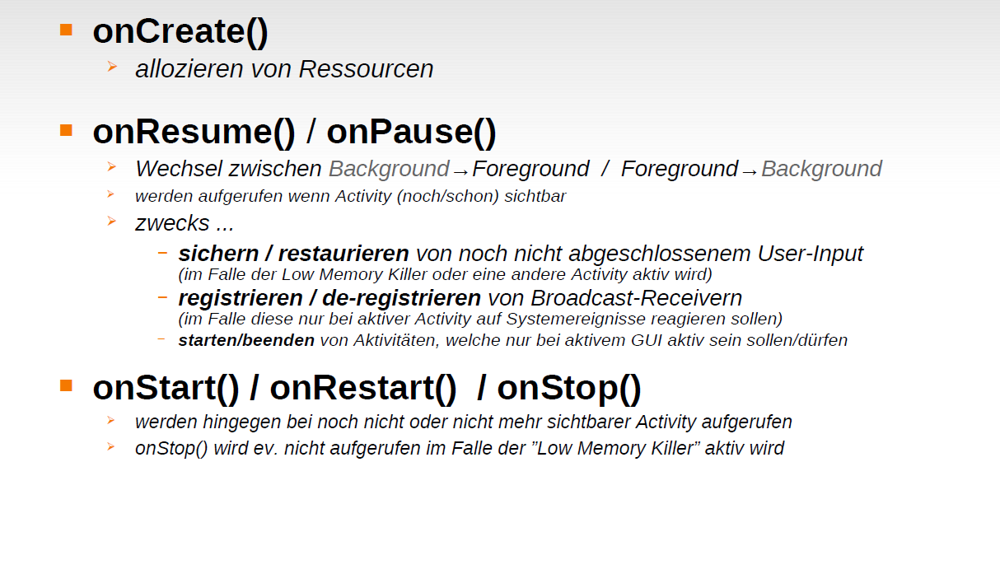 onCreate()
allozieren von Ressourcen
onResume() / onPause()
Wechsel zwischen Background→Foreground / Foreground→Background
werden aufgerufen wenn Activity (noch/schon) sichtbar
zwecks ...
sichern / restaurieren von noch nicht abgeschlossenem User-Input
(im Falle der Low Memory Killer oder eine andere Activity aktiv wird)
registrieren / de-registrieren von Broadcast-Receivern
(im Falle diese nur bei aktiver Activity auf Systemereignisse reagieren sollen)
starten/beenden von Aktivitäten, welche nur bei aktivem GUI aktiv sein sollen/dürfen
onStart() / onRestart() / onStop()
werden hingegen bei noch nicht oder nicht mehr sichtbarer Activity aufgerufen
onStop() wird ev. nicht aufgerufen im Falle der ”Low Memory Killer” aktiv wird